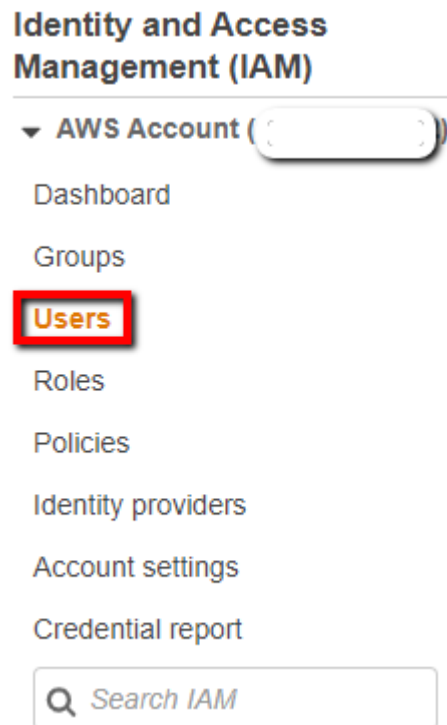 Identity and Access
Management (IAM)
AWS Account ( )
Dashboard
Groups
Users
Roles
Policies
Identity providers
Account settings
Credential report
Search IAM